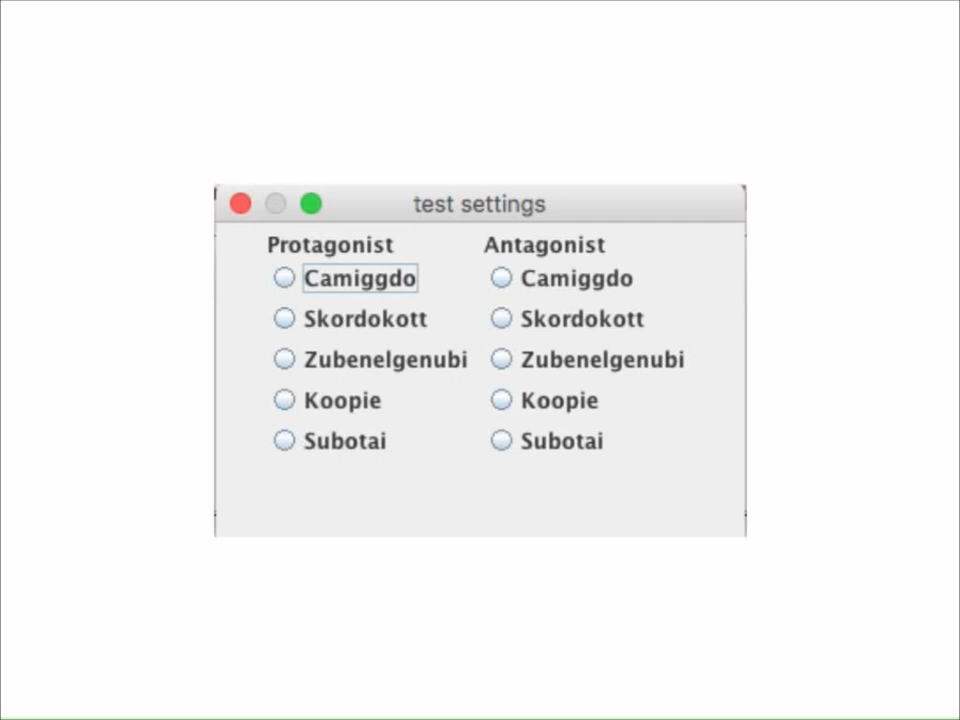 test settings
Protagonist Antagonist
Camiggdo Camiggdo
Skordokott Skordokott
Zubenelgenubi Zubenelgenubi
Koopie Koopie
Subotai Subotai